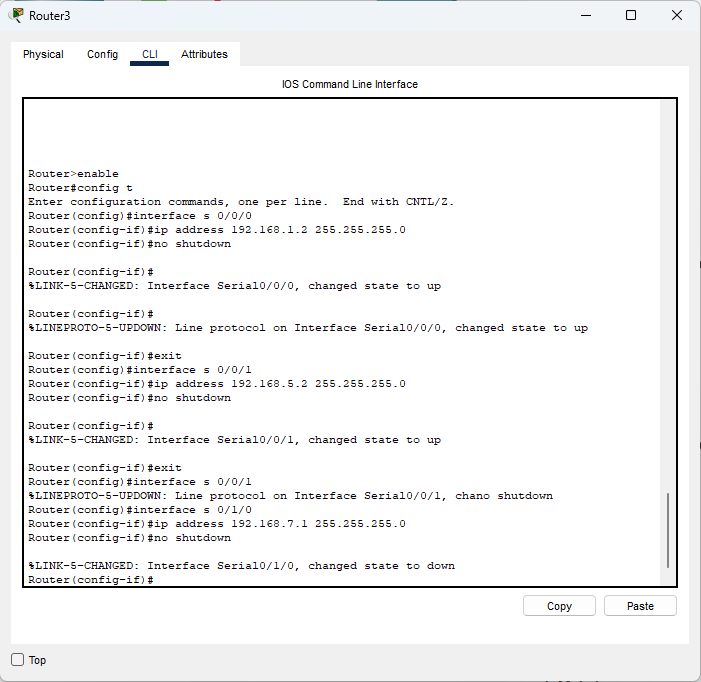 Router3
Physical Config CLI Attributes
IOS Command Line Interface
Router>enable
Router#config t
Enter configuration commands, one per line.  End with CNTL/Z.
Router(config)#interface s 0/0/0
Router(config-if)#ip address 192.168.1.2 255.255.255.0
Router(config-if)#no shutdown
Router(config-if)#
%LINK-5-CHANGED: Interface Serial0/0/0, changed state to up
Router(config-if)#
%LINEPROTO-5-UPDOWN: Line protocol on Interface Serial0/0/0, changed state to up
Router(config-if)#exit
Router(config)#interface s 0/0/1
Router(config-if)#ip address 192.168.5.2 255.255.255.0
Router(config-if)#no shutdown
Router(config-if)#
%LINK-5-CHANGED: Interface Serial0/0/1, changed state to up
Router(config-if)#exit
Router(config)#interface s 0/0/1
%LINEPROTO-5-UPDOWN: Line protocol on Interface Serial0/0/1, chano shutdown
Router(config)#interface s 0/1/0
Router(config-if)#ip address 192.168.7.1 255.255.255.0
Router(config-if)#no shutdown
%LINK-5-CHANGED: Interface Serial0/1/0, changed state to down
Router(config-if)#
Copy Paste
Top